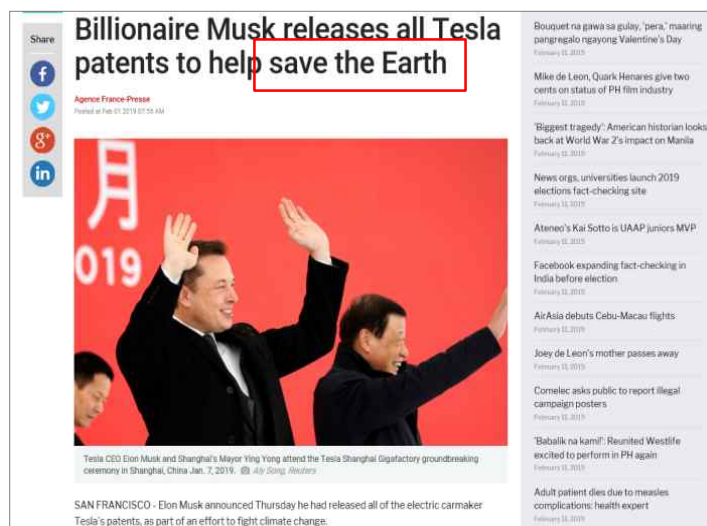 Share
Billionaire Musk releases all Tesla
patents to help save the Earth
Agence France-Presse
Posted at Feb 01 2019 07:55 AM
月
019
Tesla CEO Elon Musk and Shanghai's Mayor Ying Yong attend the Tesla Shanghai Gigafactory groundbreaking
ceremony in Shanghai, China Jan. 7, 2019. Aly Song, Reuters
SAN FRANCISCO - Elon Musk announced Thursday he had released all of the electric carmaker
Tesla's patents, as part of an effort to fight climate change.
Bouquet na gawa sa gulay, 'pera,' maaring
pangregalo ngayong Valentine's Day
February 11, 2019
Mike de Leon, Quark Henares give two
cents on status of PH film industry
February 11, 2019
'Biggest tragedy': American historian looks
back at World War 2's impact on Manila
February 11, 2019
News orgs, universities launch 2019
elections fact-checking site
February 11, 2019
Ateneo's Kai Sotto is UAAP juniors MVP
February 11, 2019
Facebook expanding fact-checking in
India before election
February 11, 2019
AirAsia debuts Cebu-Macau flights
February 11, 2019
Joey de Leon's mother passes away
February 11, 2019
Comelec asks public to report illegal
campaign posters
February 11, 2019
'Babalik na kami!': Reunited Westlife
excited to perform in PH again
February 11, 2019
Adult patient dies due to measles
complications: health expert
February 11, 2019